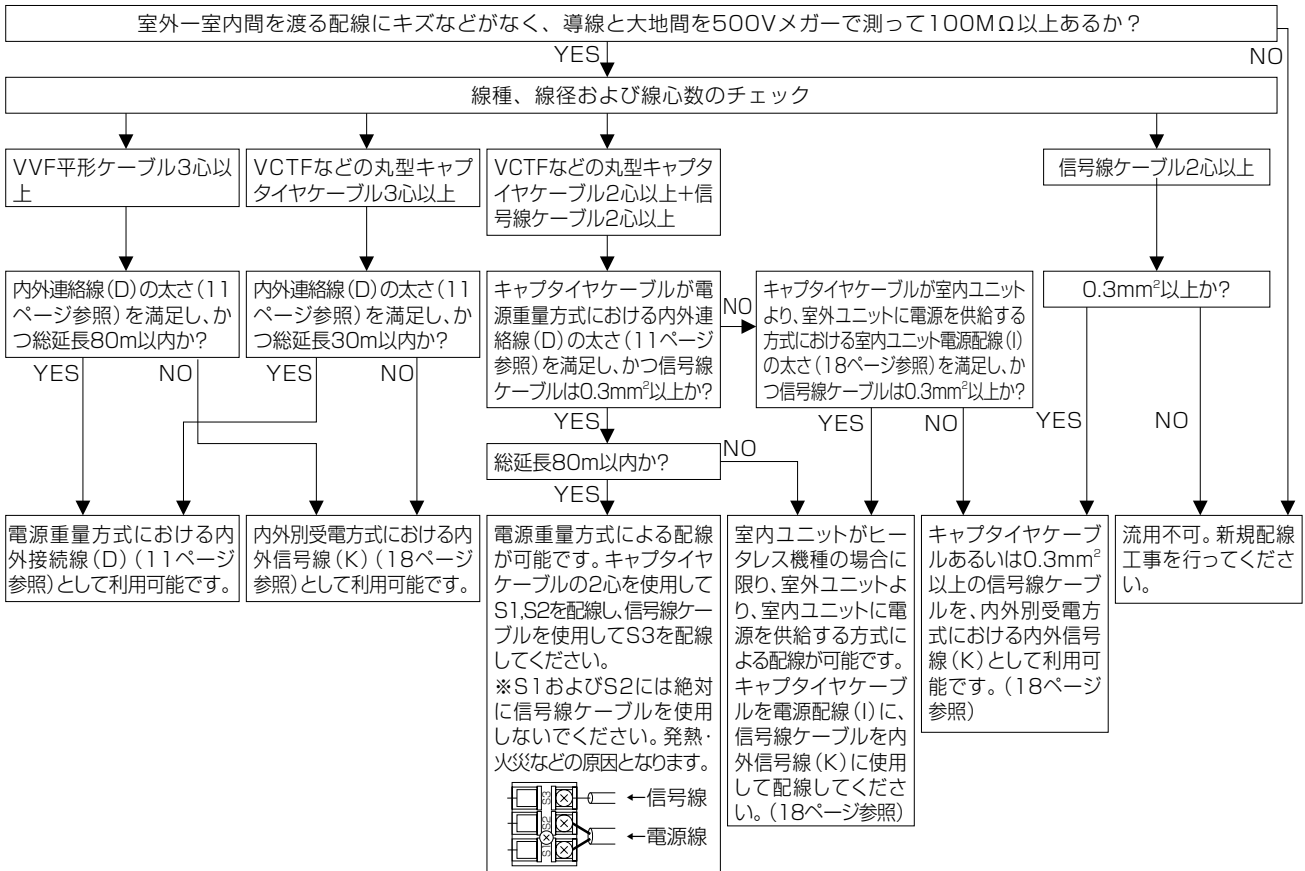 室外ー室内間を渡る配線にキズなどがなく、導線と大地間を500Vメガーで測って100MΩ以上あるか？
YES
NO
線種、線径および線心数のチェック
VVF平形ケーブル3心以
上
VCTFなどの丸型キャプ
タイヤケーブル3心以上
VCTFなどの丸型キャプタ
イヤケーブル2心以上＋信
号線ケーブル2心以上
信号線ケーブル2心以上
内外連絡線（D）の太さ（11
ページ参照）を満足し、か
つ総延長80m以内か？
内外連絡線（D）の太さ（11
ページ参照）を満足し、か
つ総延長30m以内か？
キャプタイヤケーブルが電
源重量方式における内外連
絡線（D）の太さ（11ページ
参照）を満足し、かつ信号線
ケーブルは0.3mm²以上か？
NO
キャプタイヤケーブルが室内ユニット
より、室外ユニットに電源を供給する
方式における室内ユニット電源配線（I）
の太さ（18ページ参照）を満足し、か
つ信号線ケーブルは0.3mm²以上か？
0.3mm²以上か？
YES
NO
YES
NO
YES
YES
NO
YES
NO
総延長80m以内か？
NO
YES
電源重量方式における内
外接続線（D）（11ページ
参照）として利用可能です。
内外別受電方式における内
外信号線（K）（18ページ
参照）として利用可能です。
電源重量方式による配線
が可能です。キャプタイヤ
ケーブルの2心を使用して
S1,S2を配線し、信号線ケー
ブルを使用してS3を配線
してください。
※S1およびS2には絶対
に信号線ケーブルを使用
しないでください。発熱・
火災などの原因となります。
S3
←信号線
S2
←電源線
S1
室内ユニットがヒー
タレス機種の場合に
限り、室外ユニットよ
り、室内ユニットに電
源を供給する方式に
よる配線が可能です。
キャプタイヤケーブ
ルを電源配線（I）に、
信号線ケーブルを内
外信号線（K）に使用
して配線してくださ
い。（18ページ参照）
キャプタイヤケーブ
ルあるいは0.3mm²
以上の信号線ケーブ
ルを、内外別受電方
式における内外信号
線（K）として利用可
能です。（18ページ
参照）
流用不可。新規配線
工事を行ってくださ
い。